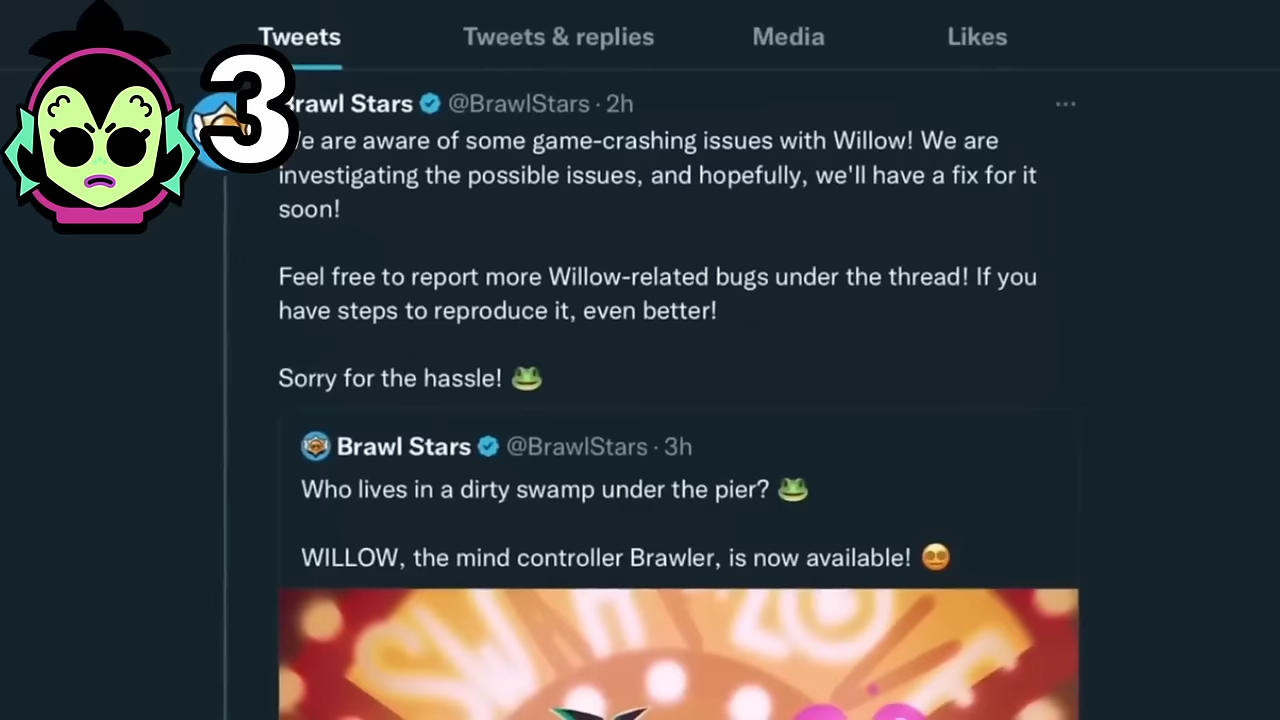 Tweets Tweets & replies Media Likes
3
Brawl Stars @BrawlStars · 2h
We are aware of some game-crashing issues with Willow! We are
investigating the possible issues, and hopefully, we'll have a fix for it
soon!
Feel free to report more Willow-related bugs under the thread! If you
have steps to reproduce it, even better!
Sorry for the hassle! 🐸
Brawl Stars @BrawlStars · 3h
Who lives in a dirty swamp under the pier? 🐸
WILLOW, the mind controller Brawler, is now available! 😵‍💫